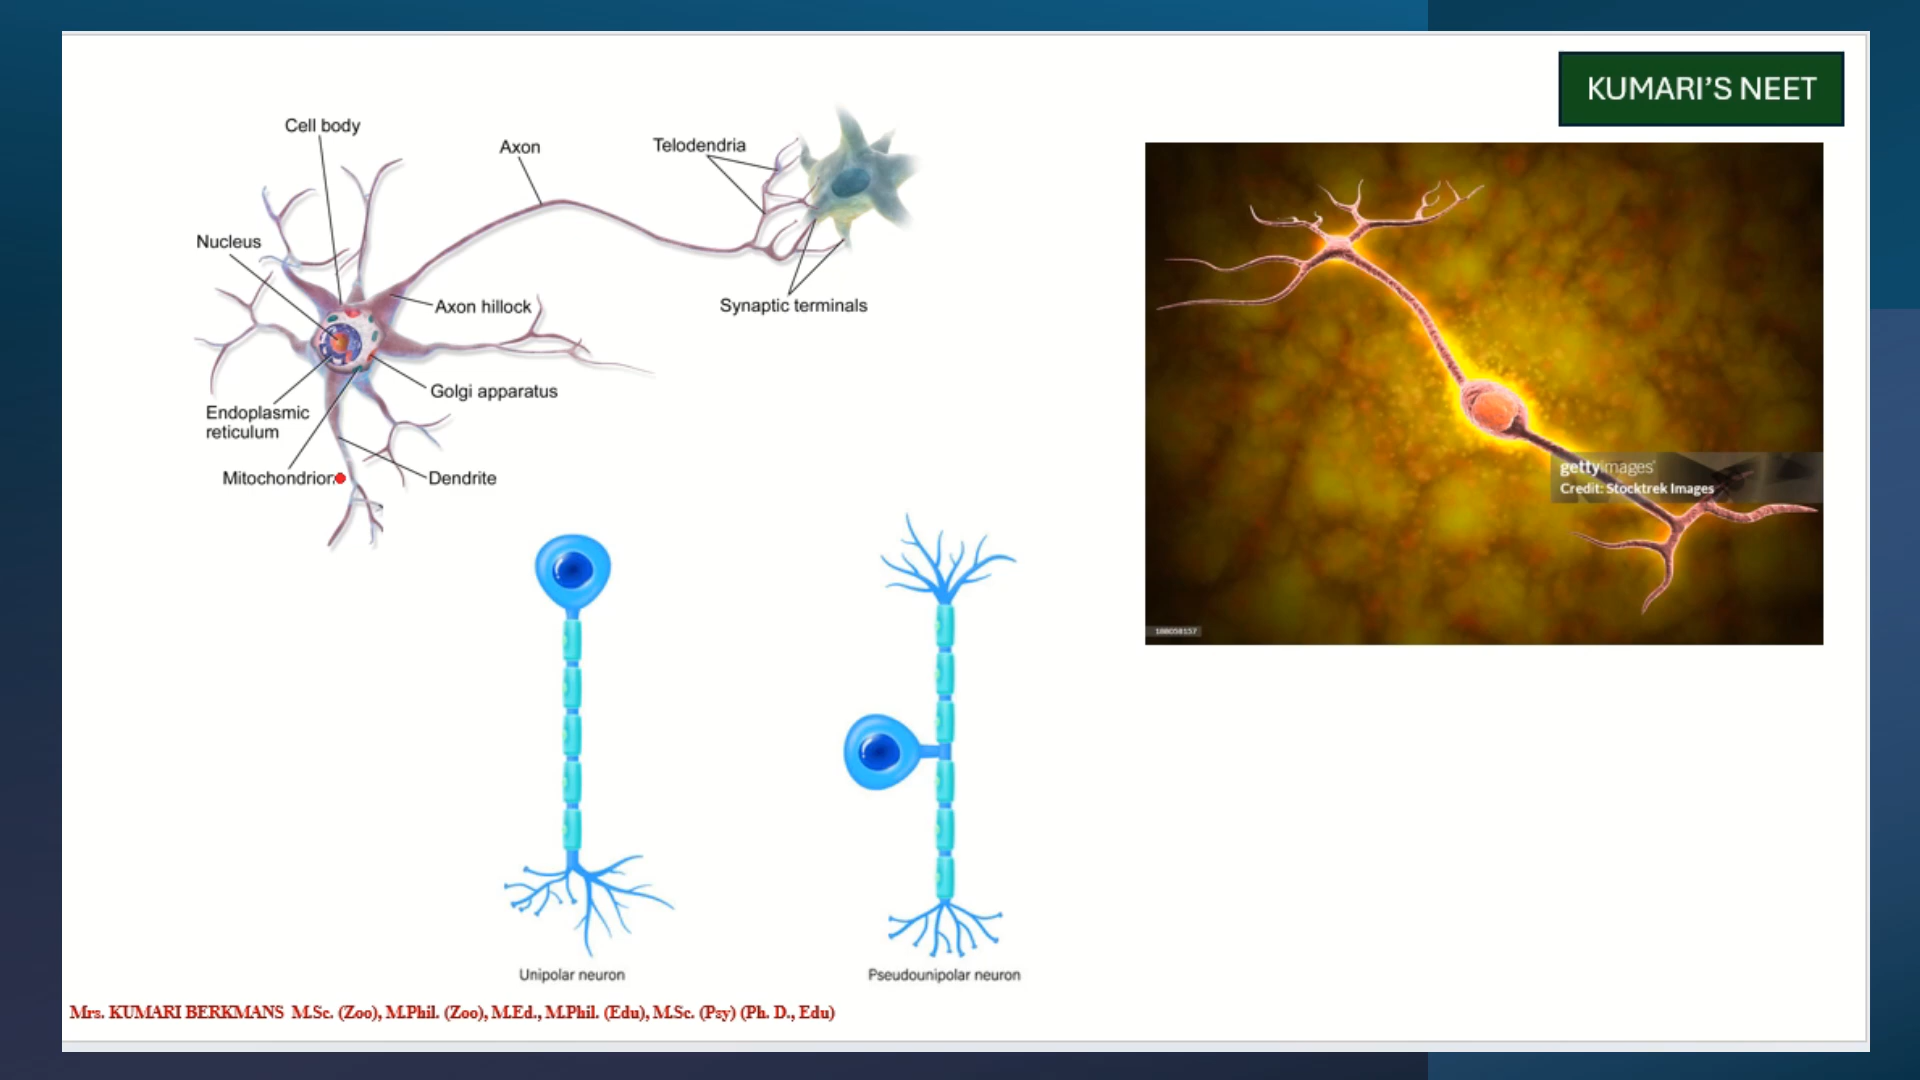 KUMARI'S NEET
Cell body
Axon
Telodendria
Nucleus
Axon hillock
Synaptic terminals
Golgi apparatus
Endoplasmic
reticulum
Mitochondrion
Dendrite
gettyimages
Credit: Stocktrek Images
188058157
Unipolar neuron
Pseudounipolar neuron
Mrs. KUMARI BERKMANS M.Sc. (Zoo), M.Phil. (Zoo), M.Ed., M.Phil. (Edu), M.Sc. (Psy) (Ph. D., Edu)